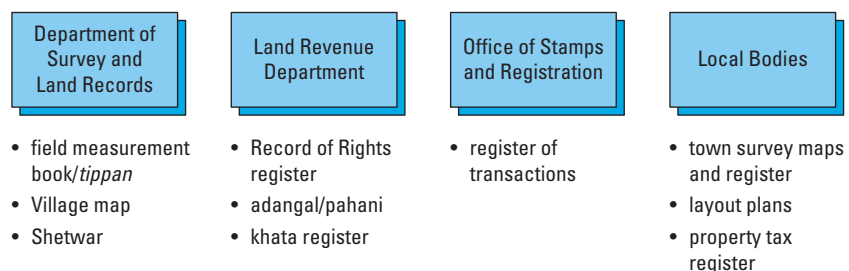 Department of
Survey and
Land Records
• field measurement
book/tippan
• Village map
• Shetwar
Land Revenue
Department
• Record of Rights
register
• adangal/pahani
• khata register
Office of Stamps
and Registration
• register of
transactions
Local Bodies
• town survey maps
and register
• layout plans
• property tax
register